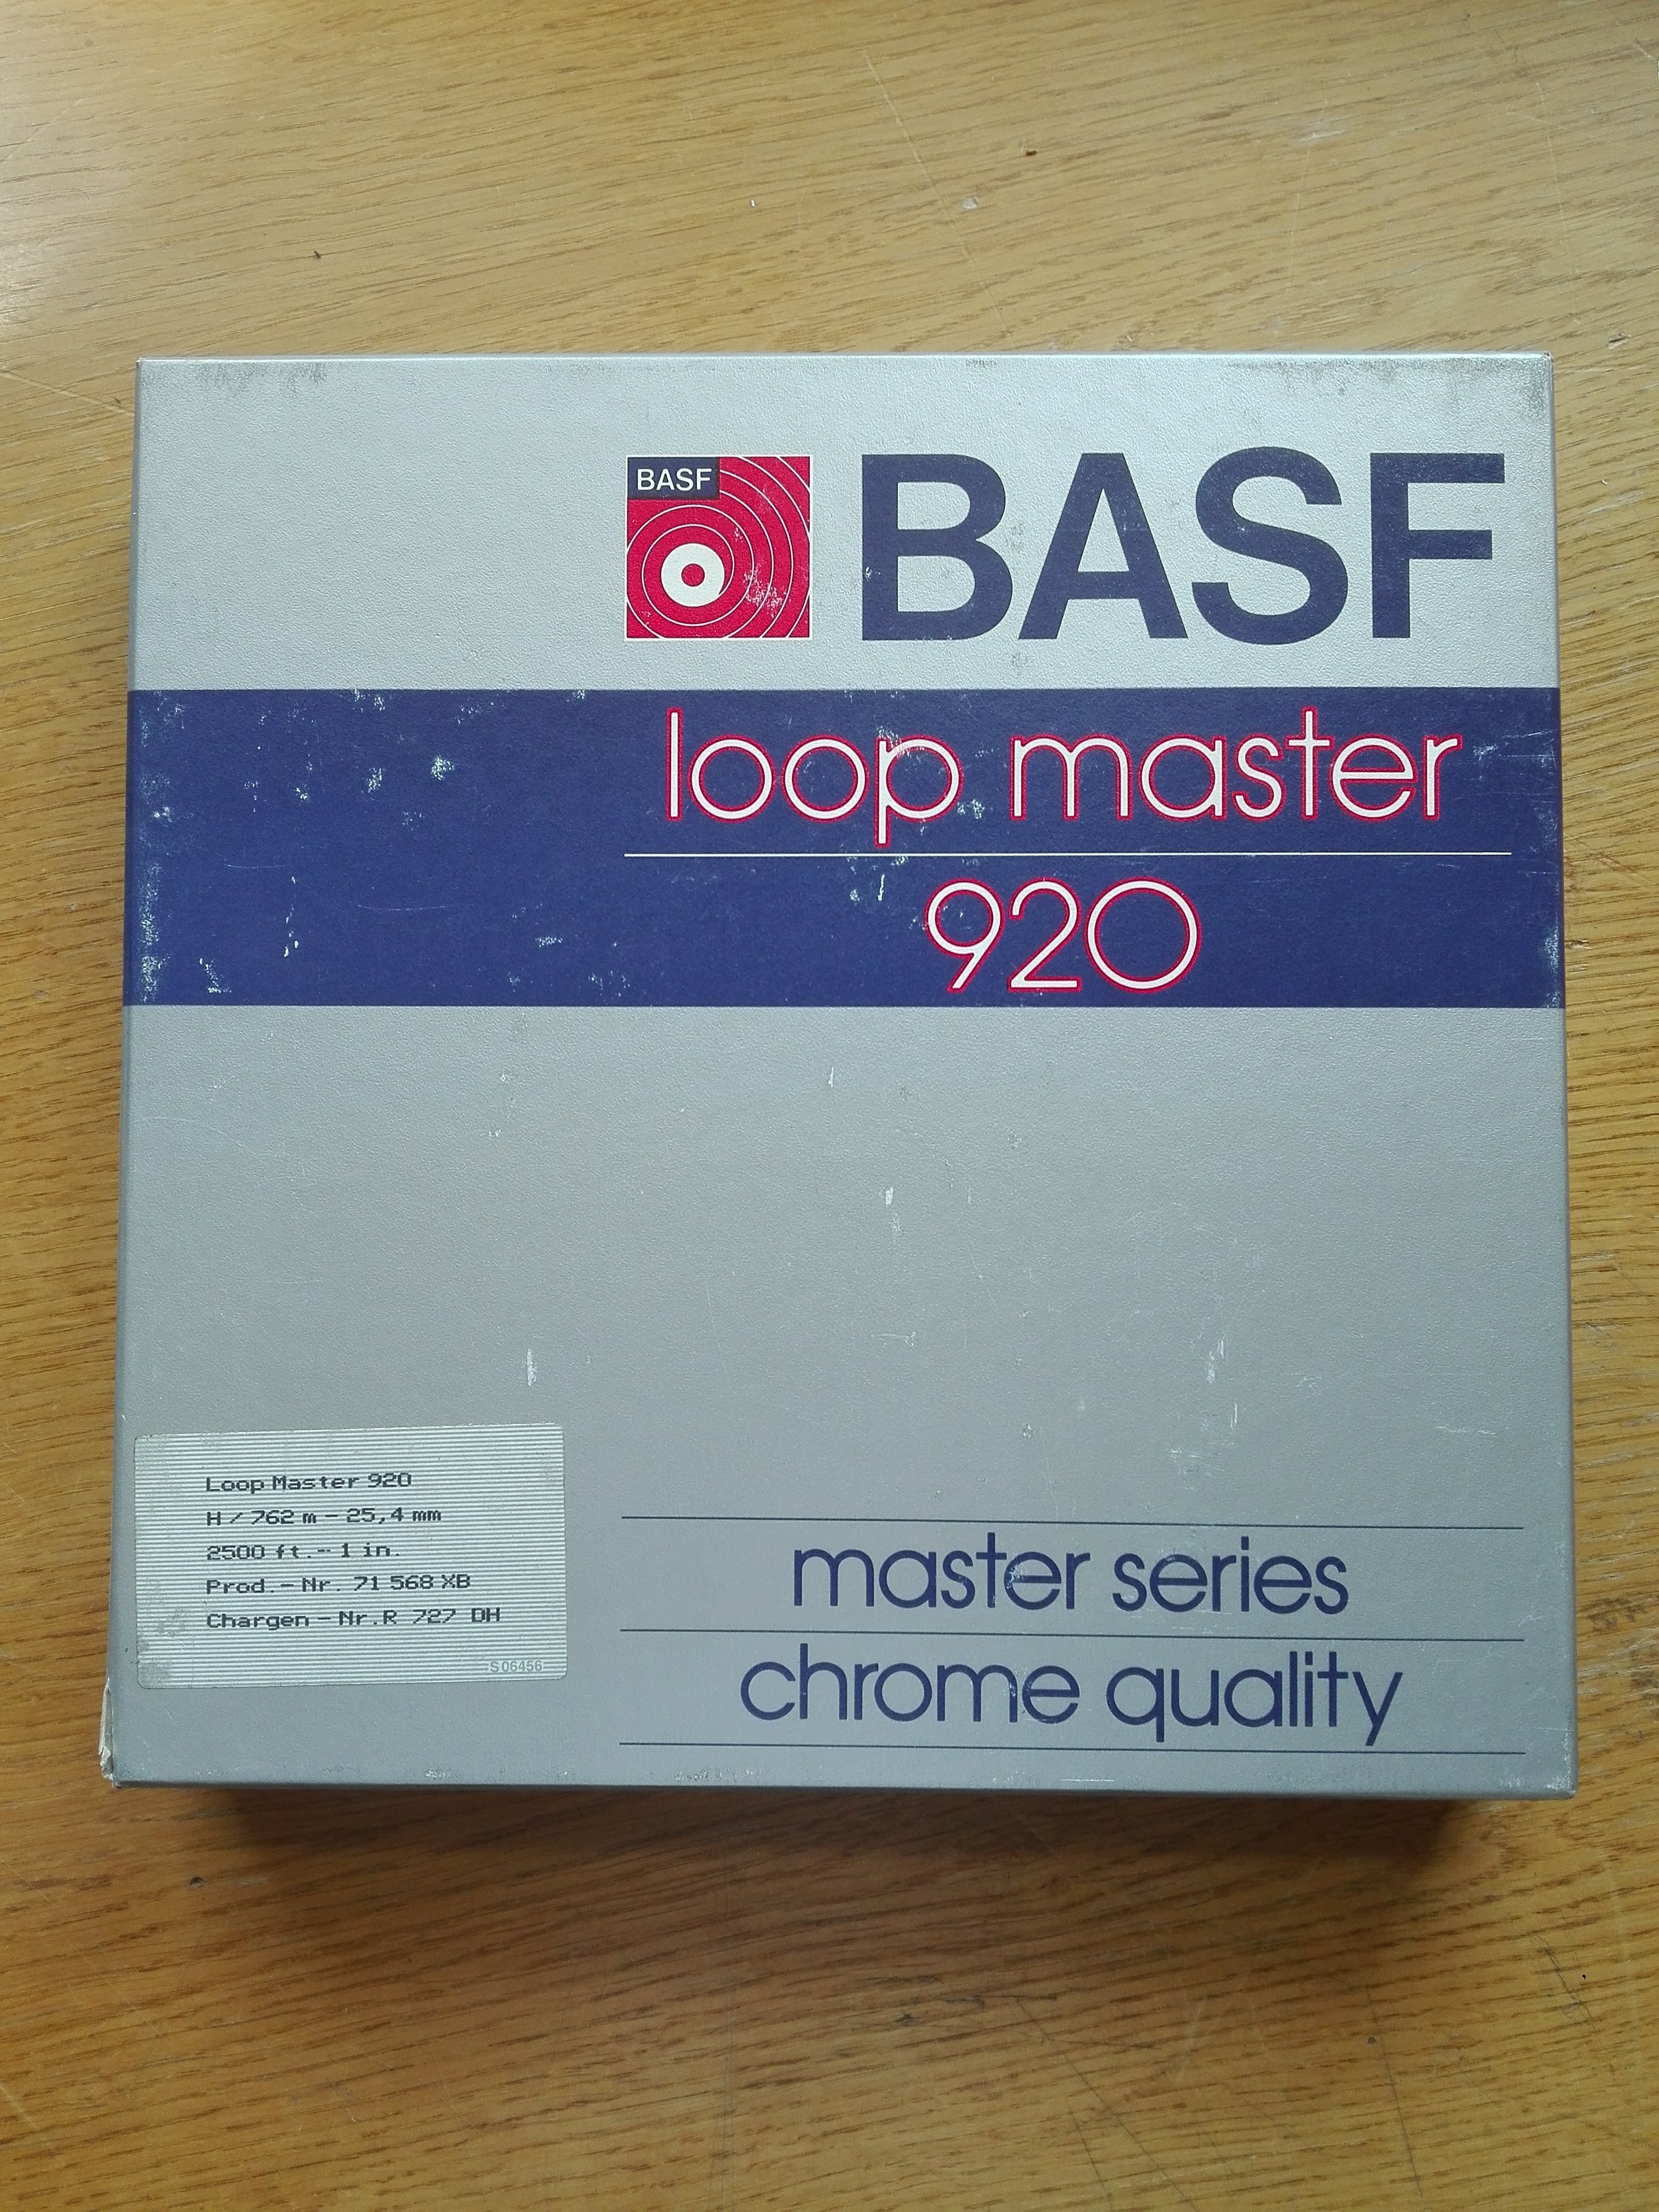 BASF
BASF
loop master
920
Loop Master 920
H / 762 m - 25,4 mm
2500 ft. - 1 in.
Prod. - Nr. 71 568 XB
Chargen - Nr. R 727 DH
S 06456
master series
chrome quality